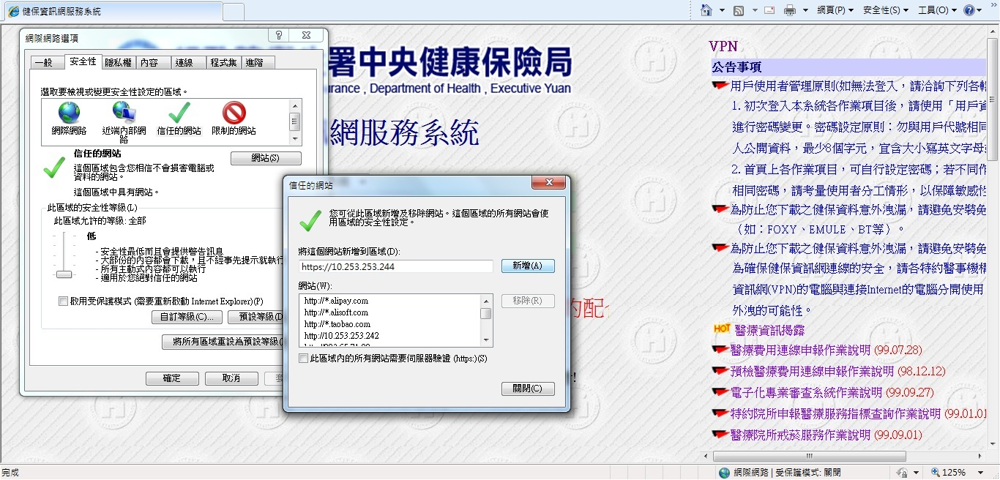 健保資訊網服務系統
網頁(P)
安全性(S)
工具(O)
網際網路選項
一般
安全性
隱私權
內容
連線
程式集
進階
選取要檢視或變更安全性設定的區域。
網際網路
近端內部網路
信任的網站
限制的網站
信任的網站
網站(S)
這個區域包含您相信不會損害電腦或
資料的網站。
這個區域中具有網站。
此區域的安全性等級(L)
此區域允許的等級: 全部
低
- 安全性最低而且會提供警告訊息
- 大部份的內容都會下載，且不經事先提示就執行
- 所有主動式內容都可以執行
- 適用於您絕對信任的網站
啟用受保護模式 (需要重新啟動 Internet Explorer)(P)
自訂等級(C)...
預設等級(D
將所有區域重設為預設等級(
確定
取消
署中央健康保險局
urance , Department of Health , Executive Yuan
網服務系統
信任的網站
您可從此區域新增及移除網站。這個區域的所有網站會使
用區域的安全性設定。
將這個網站新增到區域(D):
https://10.253.253.244
新增(A)
網站(W):
http://*.alipay.com
http://*.alisoft.com
http://*.taobao.com
http://10.253.253.242
移除(R)
此區域內的所有網站需要伺服器驗證 (https:)(S)
關閉(C)
的配
!
VPN
公告事項
用戶使用者管理原則(如無法登入，請洽詢下列各
1. 初次登入本系統各作業項目後，請使用「用戶
進行密碼變更。密碼設定原則：勿與用戶代號相同
人公開資料，最少8個字元，宜含大小寫英文字母
2. 首頁上各作業項目，可自行設定密碼；若不同作
相同密碼，請考量使用者分工情形，以保障敏感性
為防止您下載之健保資料意外洩漏，請避免安裝免
（如：FOXY、EMULE、BT等）。
為防止您下載之健保資料意外洩漏，請避免安裝免
為確保健保資訊網連線的安全，請各特約醫事機構
資訊網(VPN)的電腦與連接Internet的電腦分開使用
外洩的可能性。
HOT 醫療資訊揭露
醫療費用連線申報作業說明 (99.07.28)
預檢醫療費用連線申報作業說明 (98.12.12)
電子化專業審查系統作業說明 (99.09.27)
特約院所申報醫療服務指標查詢作業說明 (99.01.01
醫療院所戒菸服務作業說明 (99.09.01)
完成
網際網路 | 受保護模式: 關閉
125%